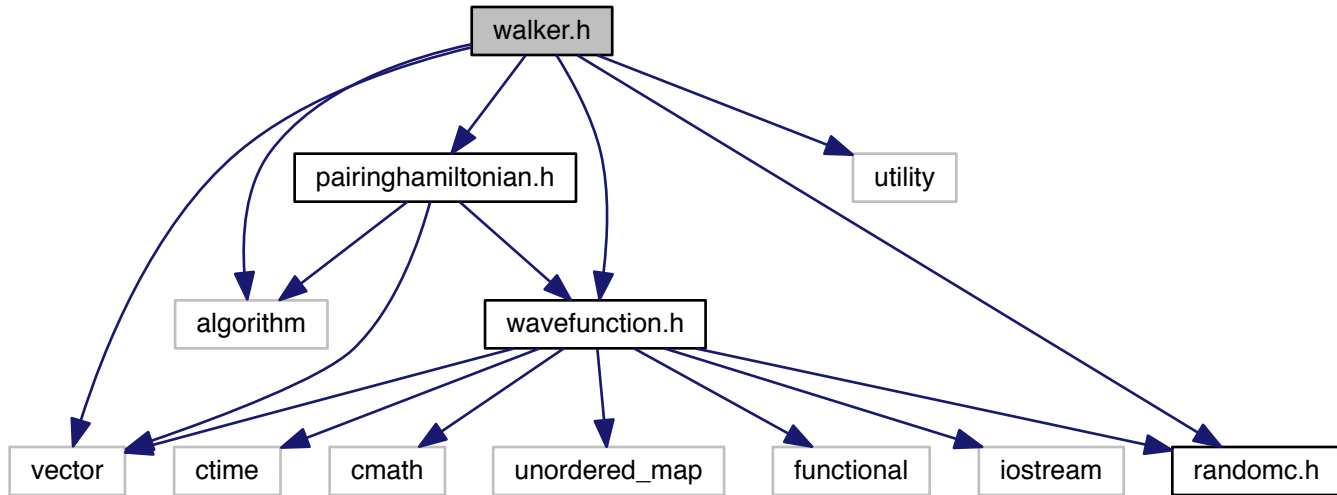 walker.h
pairinghamiltonian.h
utility
algorithm
wavefunction.h
vector
ctime
cmath
unordered_map
functional
iostream
randomc.h